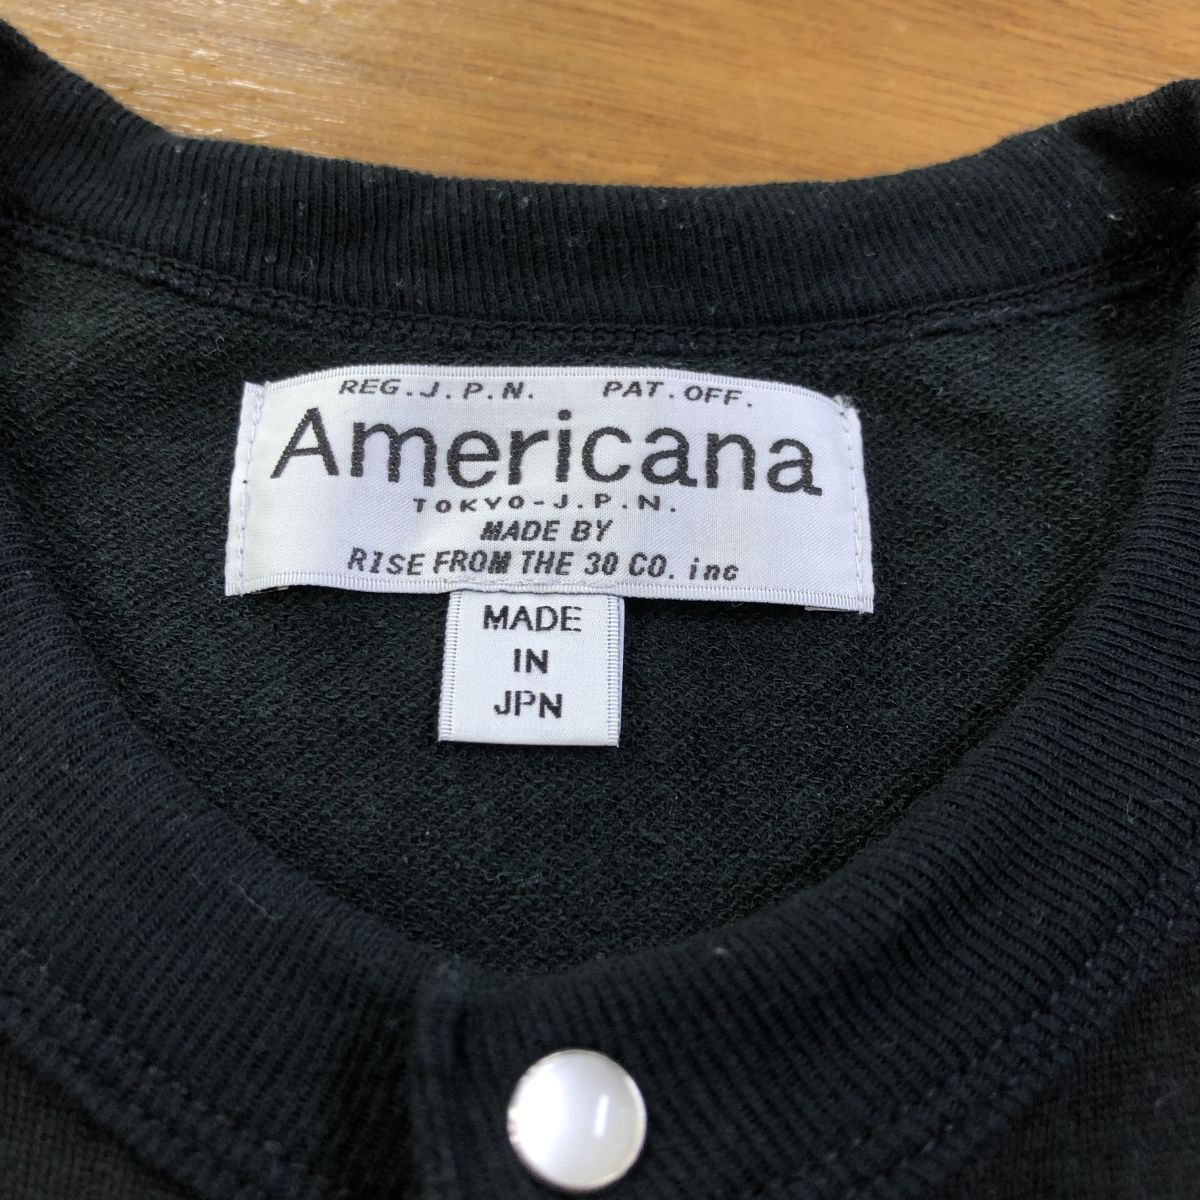 REG.J.P.N. PAT.OFF.
Americana
TOKYO-J.P.N.
MADE BY
RISE FROM THE 30 CO. inc
MADE
IN
JPN